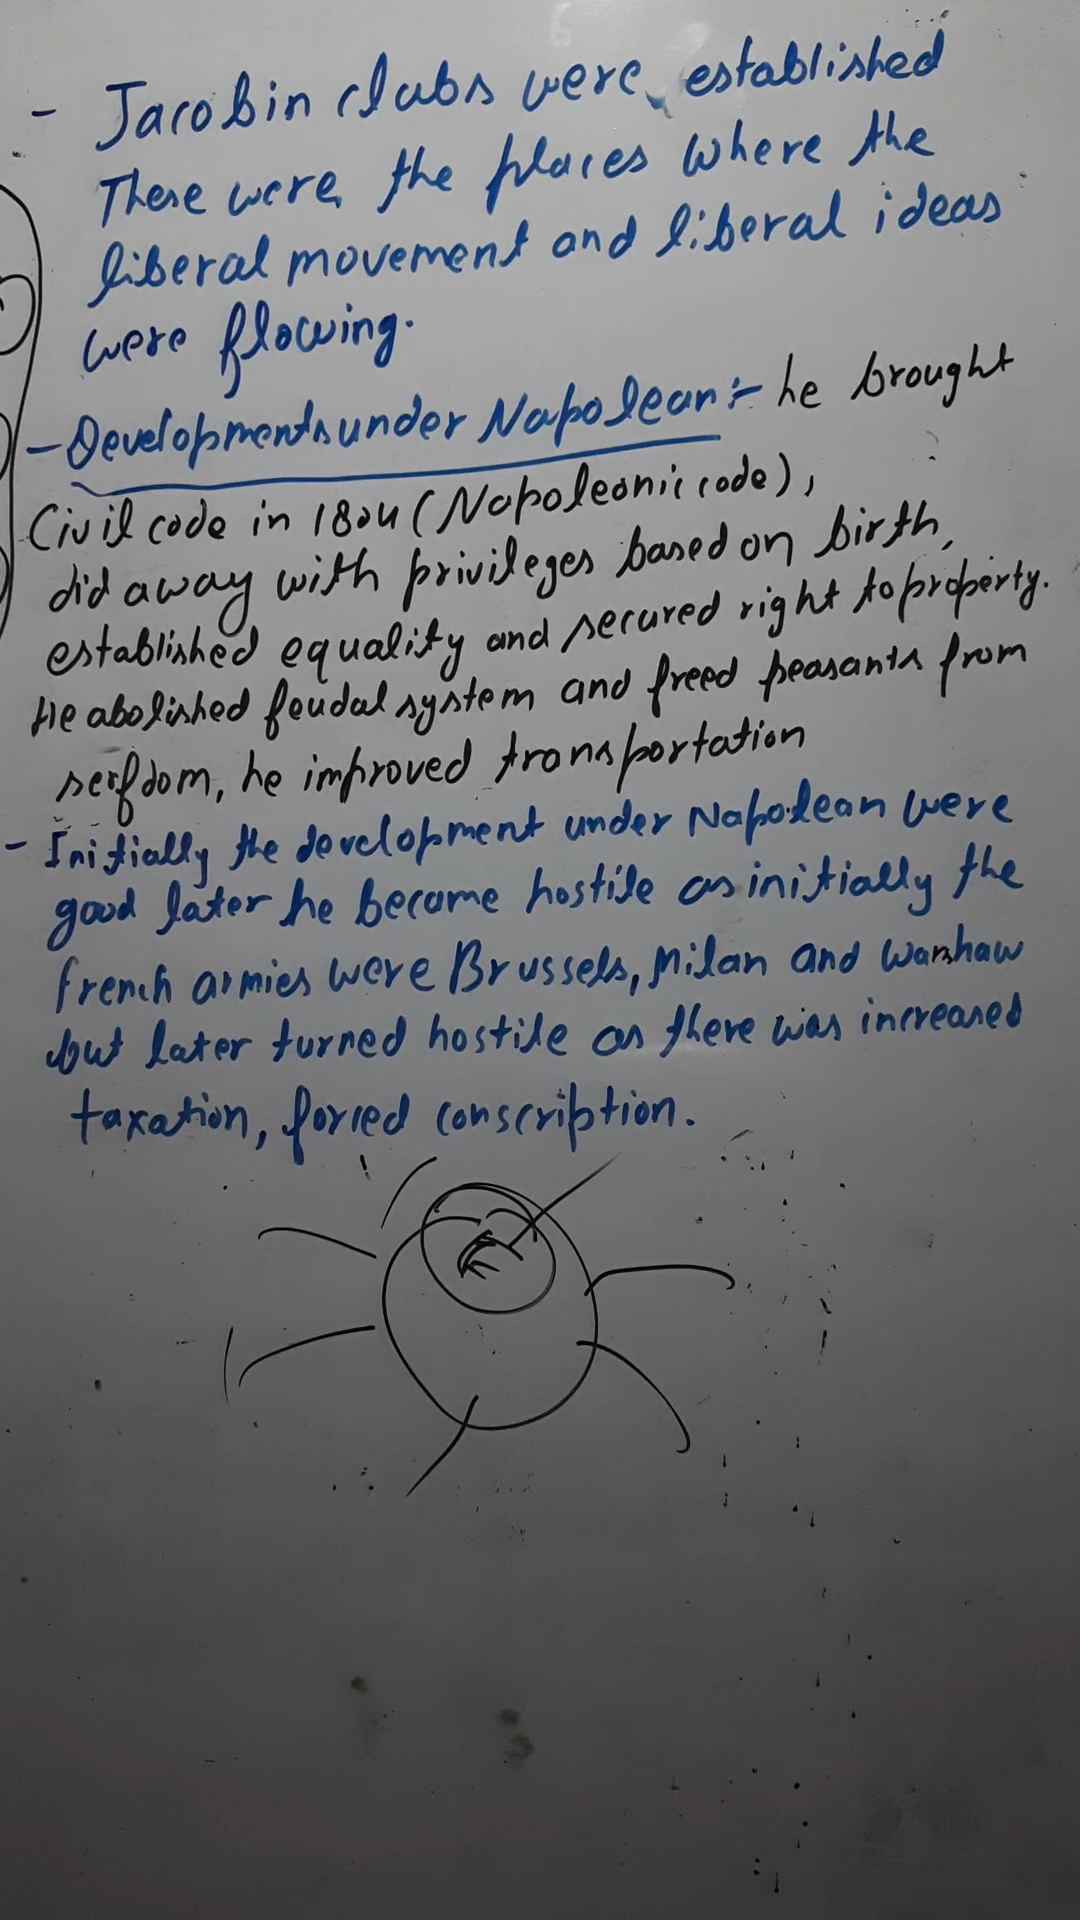 - Jacobin clubs were established
These were the places where the
liberal movement and liberal ideas
were flowing.
- Developments under Napolean :- he brought
Civil code in 1804 (Napoleonic code),
did away with privileges based on birth,
established equality and secured right to property.
He abolished feudal system and freed peasants from
serfdom, he improved transportation
- Initially the development under Napolean were
good later he became hostile as initially the
french armies were Brussels, Milan and Warshaw
but later turned hostile as there was increased
taxation, forced conscription.